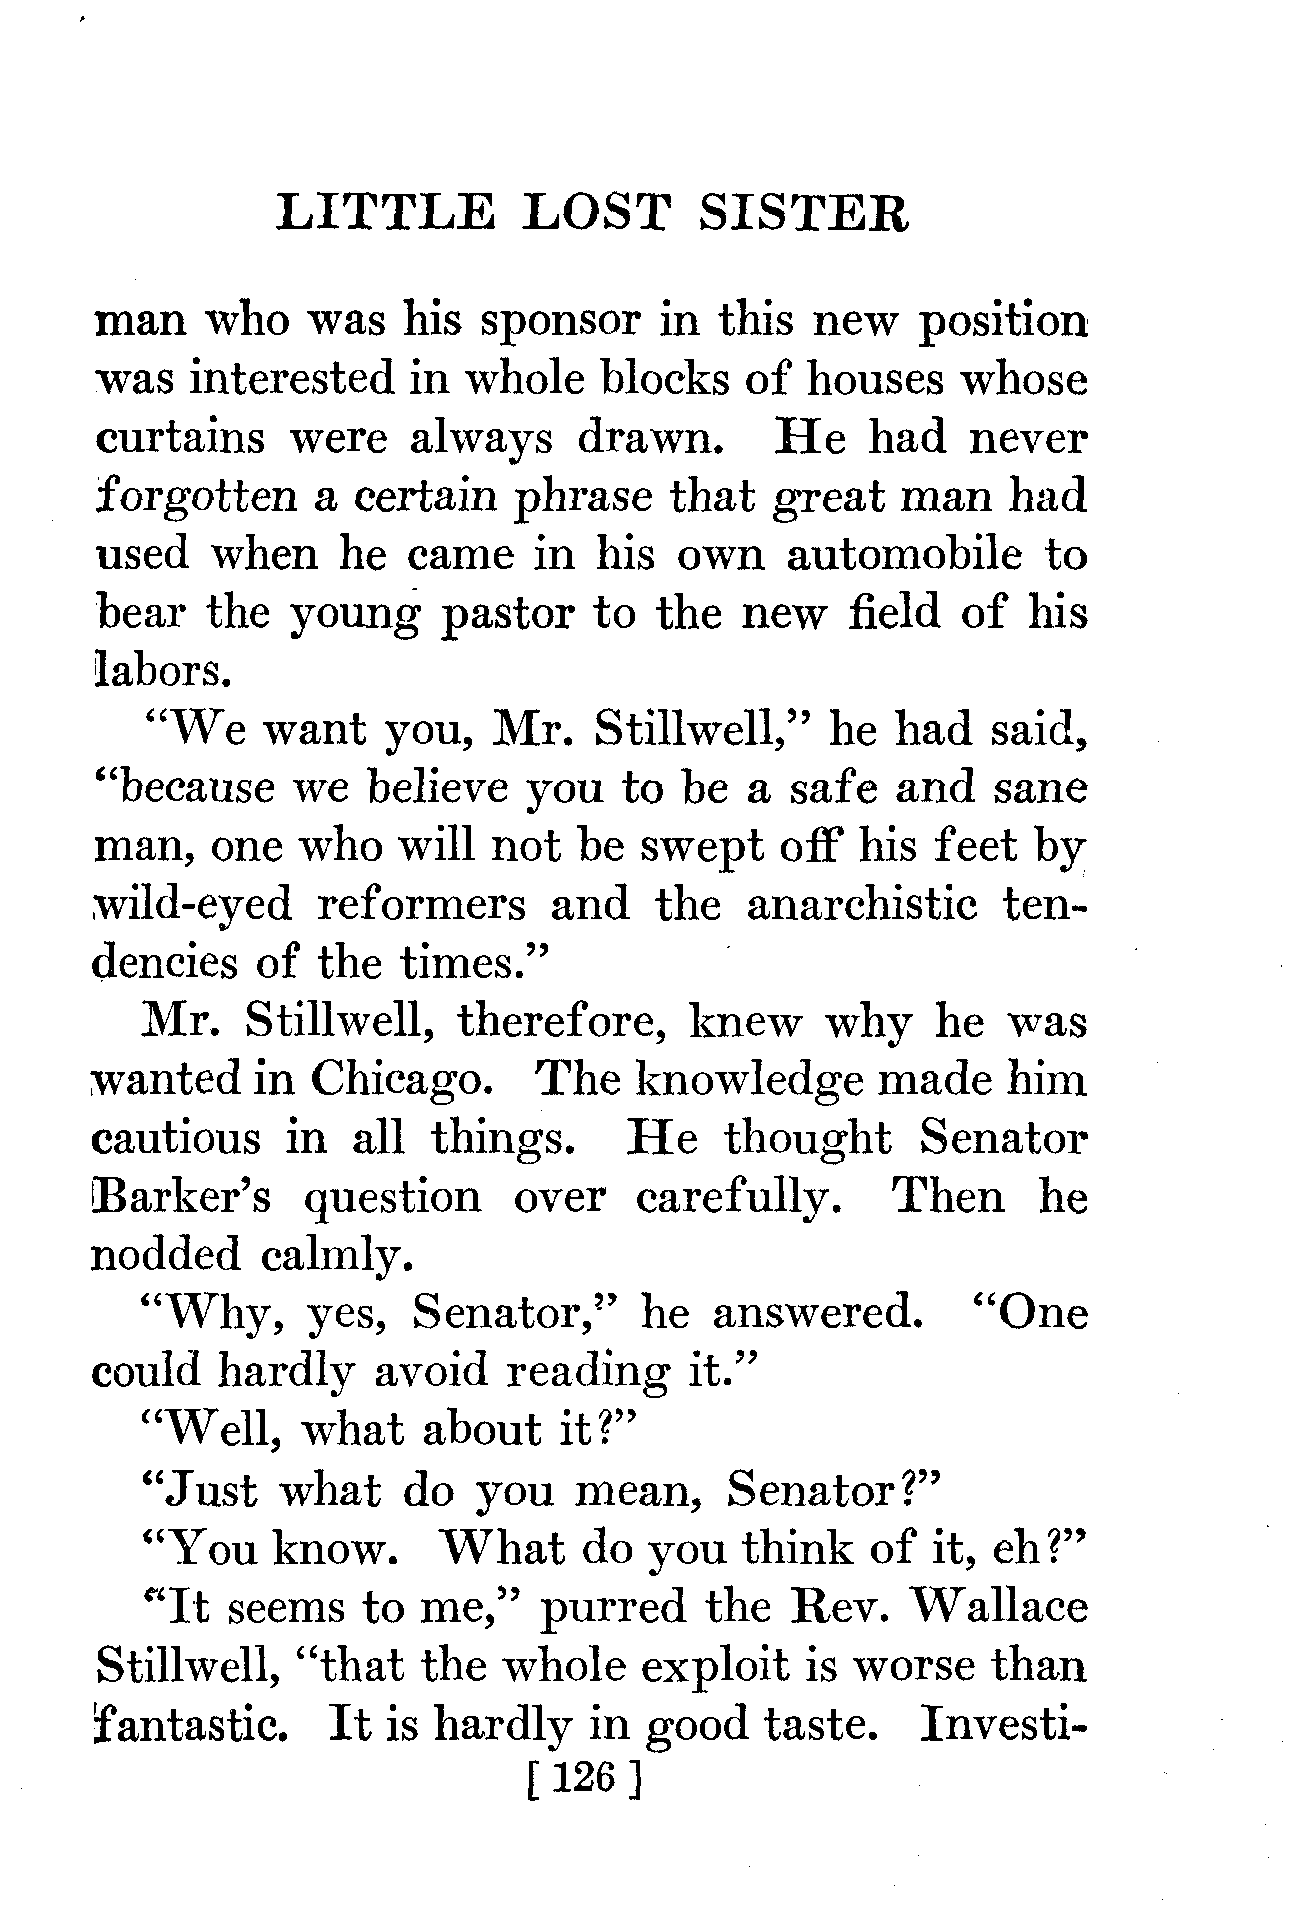 LITTLE LOST SISTER
man who was his sponsor in this new position
was interested in whole blocks of houses whose
curtains were always drawn. He had never
forgotten a certain phrase that great man had
used when he came in his own automobile to
bear the young pastor to the new field of his
labors.
“We want you, Mr. Stillwell,” he had said,
“because we believe you to be a safe and sane
man, one who will not be swept off his feet by
wild-eyed reformers and the anarchistic ten-
dencies of the times.”
Mr. Stillwell, therefore, knew why he was
wanted in Chicago. The knowledge made him
cautious in all things. He thought Senator
Barker’s question over carefully. Then he
nodded calmly.
“Why, yes, Senator,” he answered. “One
could hardly avoid reading it.”
“Well, what about it?”
“Just what do you mean, Senator?”
“You know. What do you think of it, eh?”
“It seems to me,” purred the Rev. Wallace
Stillwell, “that the whole exploit is worse than
fantastic. It is hardly in good taste. Investi-
[ 126 ]